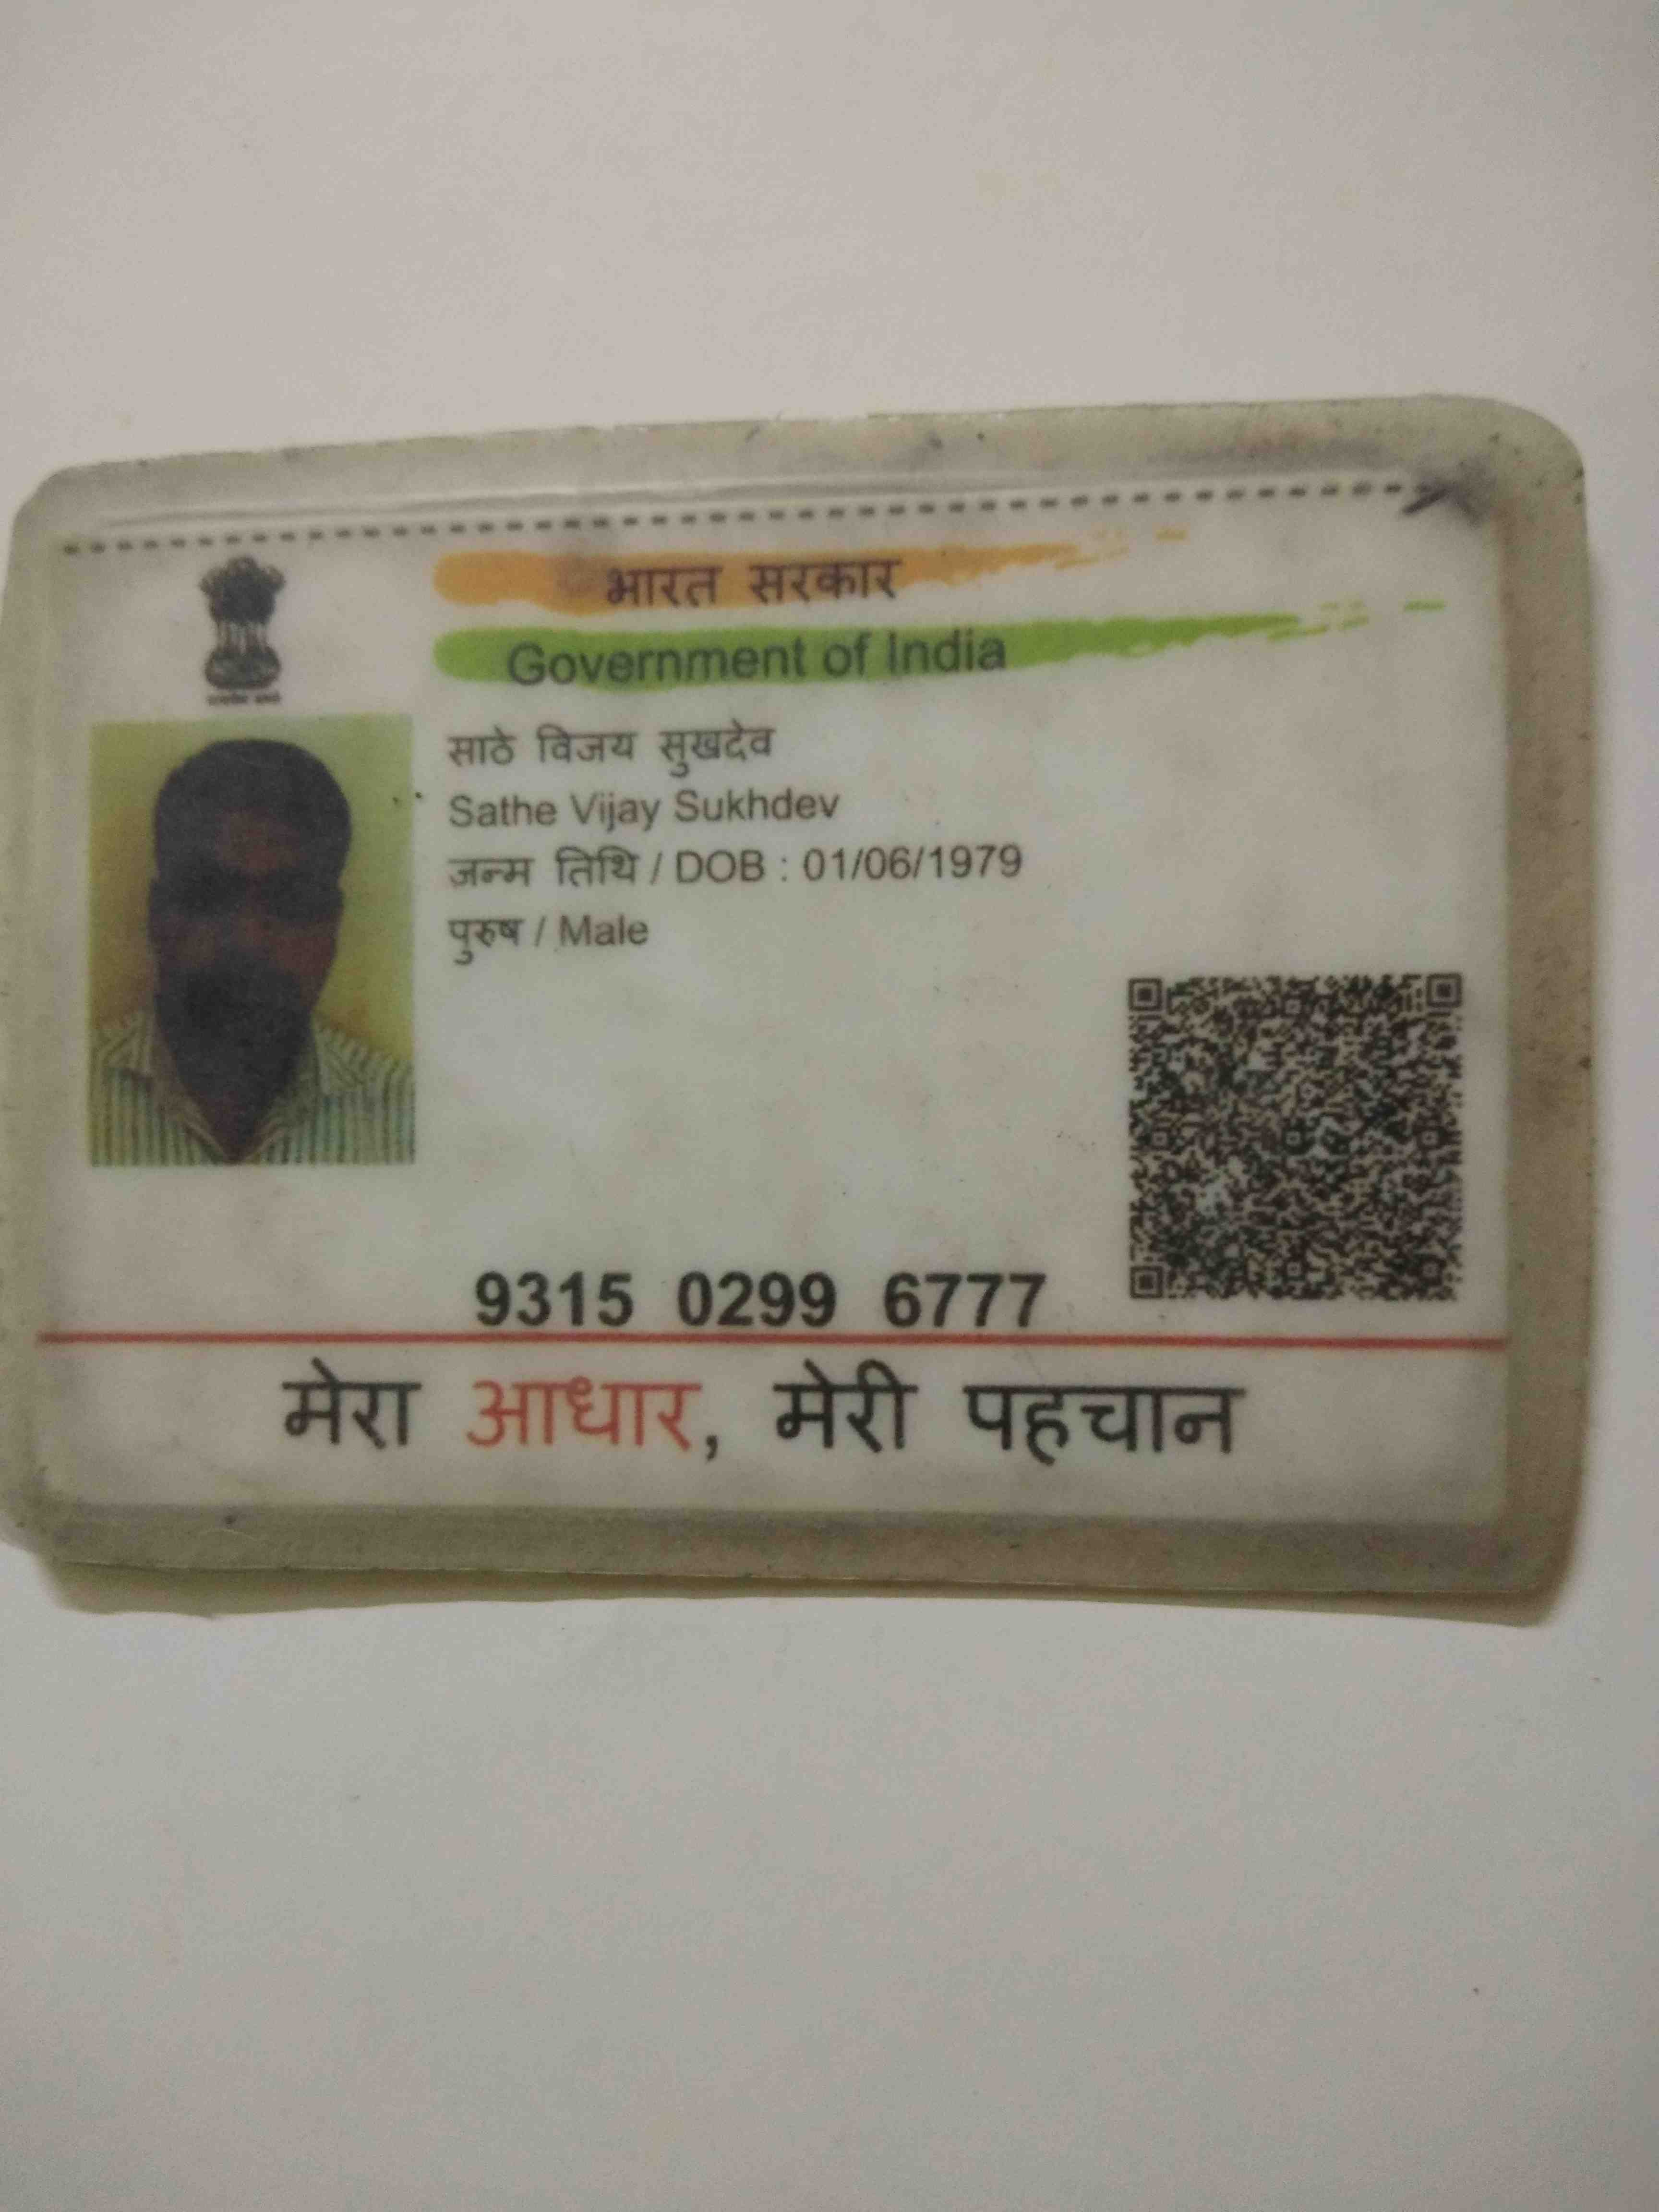 भारत सरकार
Government of India
साठे विजय सुखदेव
Sathe Vijay Sukhdev
जन्म तिथि / DOB : 01/06/1979
पुरुष / Male
9315 0299 6777
मेरा आधार, मेरी पहचान